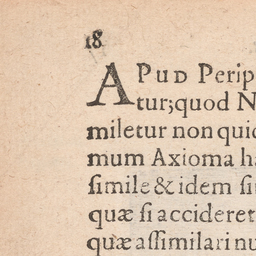 18.
APUD Perip
tur; quod N
miletur non quid
mum Axioma ha
simile & idem si
quæ si accideret
quæ assimilari nu